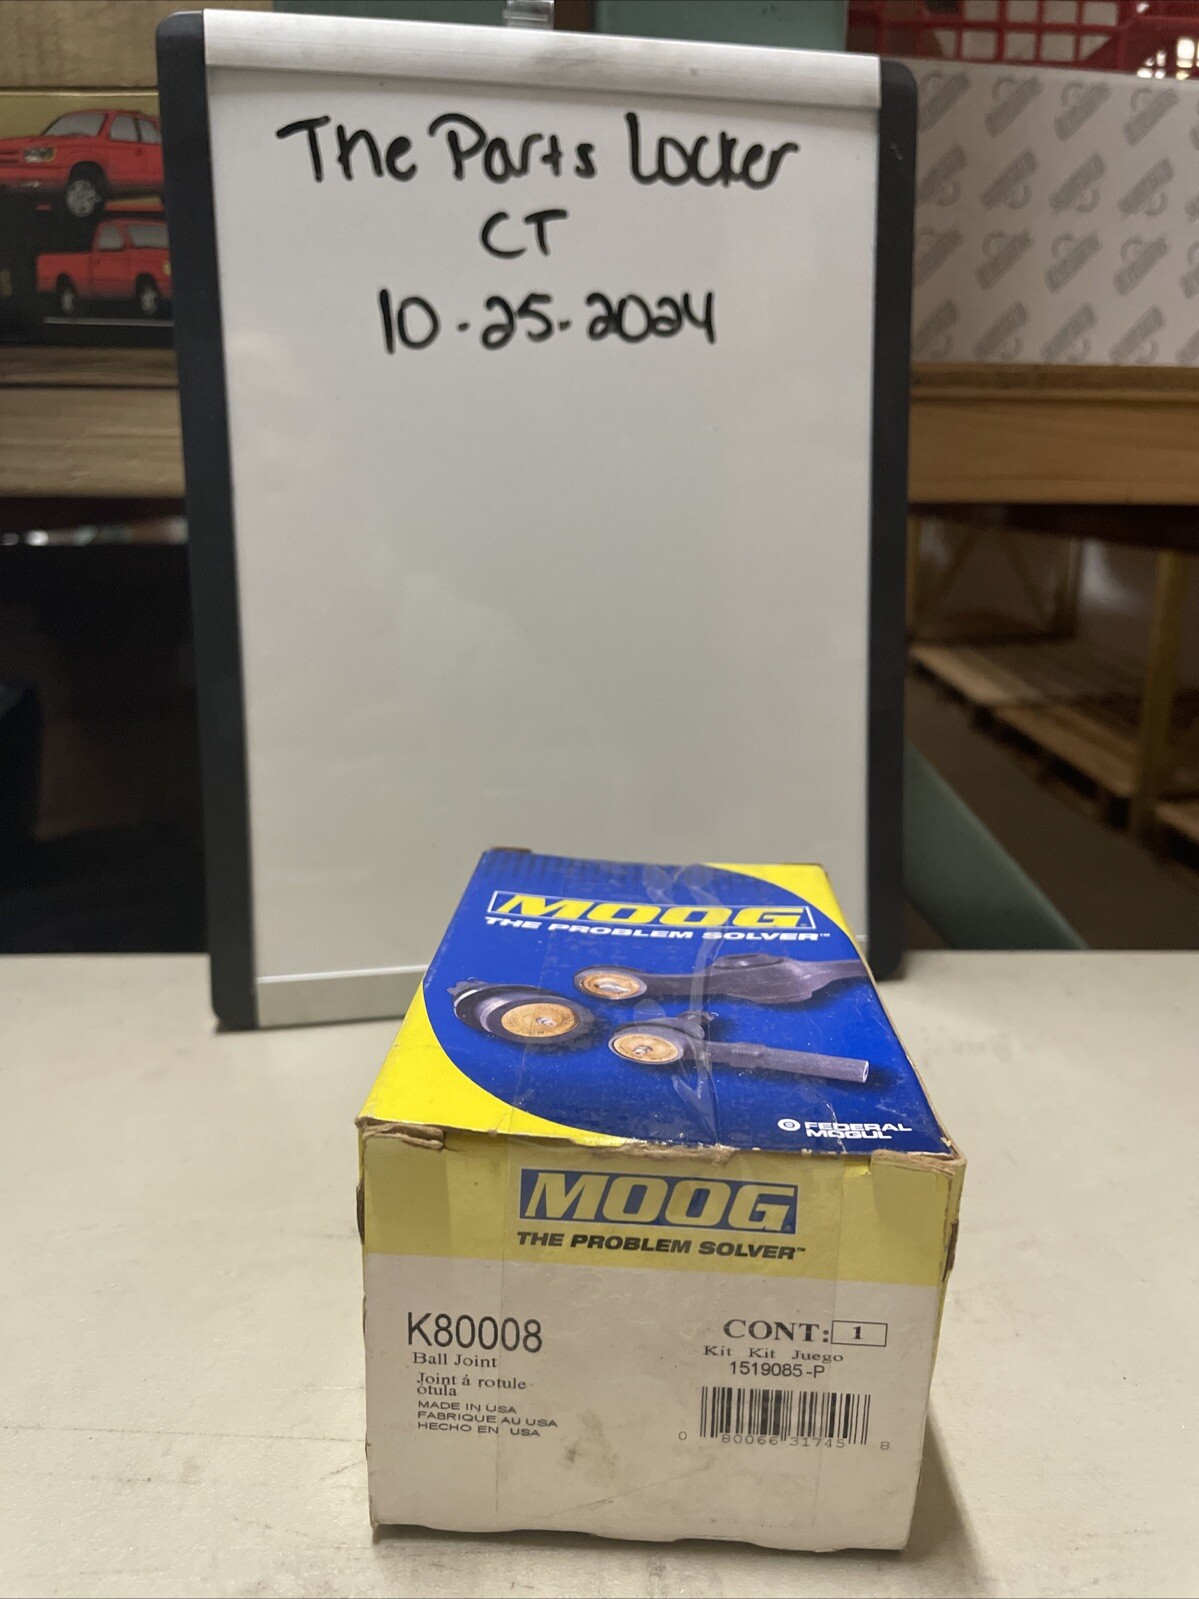 The Parts Locker
CT
10-25-2024
MOOG
THE PROBLEM SOLVER™
FEDERAL
MOGUL
MOOG
THE PROBLEM SOLVER™
K80008
Ball Joint
Joint á rotule
ótula
MADE IN USA
FABRIQUE AU USA
HECHO EN USA
CONT: 1
Kit Kit Juego
1519085-P
0 80066 31745 8